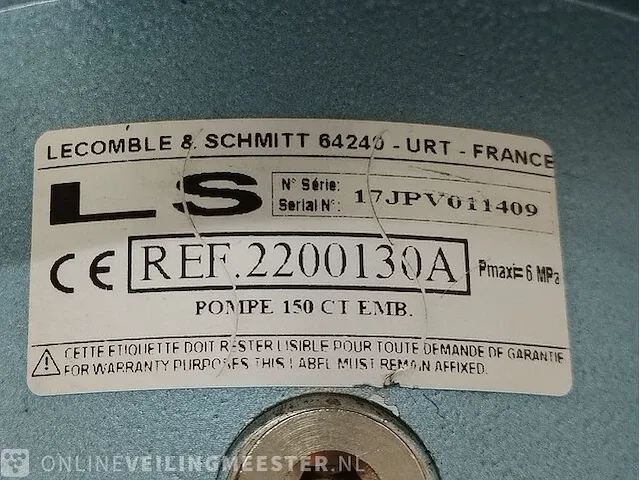 LECOMBLE & SCHMITT 64240 - URT - FRANCE
LS
N° Série:
Serial N°: 17JPV011409
CE REF.2200130A Pmaxi= 6 MPa
POMPE 150 CT EMB.
CETTE ETIQUETTE DOIT RESTER LISIBLE POUR TOUTE DEMANDE DE GARANTIE
FOR WARRANTY PURPOSES THIS LABEL MUST REMAIN AFFIXED.
ONLINEVEILINGMEESTER.NL